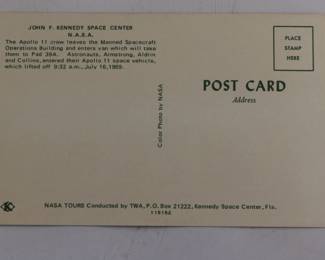 JOHN F. KENNEDY SPACE CENTER
N.A.S.A.
The Apollo 11 crew leaves the Manned Spacecraft
Operations Building and enters van which will take
them to Pad 39A. Astronauts, Armstrong, Aldrin
and Collins, entered their Apollo 11 space vehicle,
which lifted off 9:32 a.m., July 16, 1969.
PLACE
STAMP
HERE
POST CARD
Address
Color Photo by NASA
K
NASA TOURS Conducted by TWA, P.O. Box 21222, Kennedy Space Center, Fla.